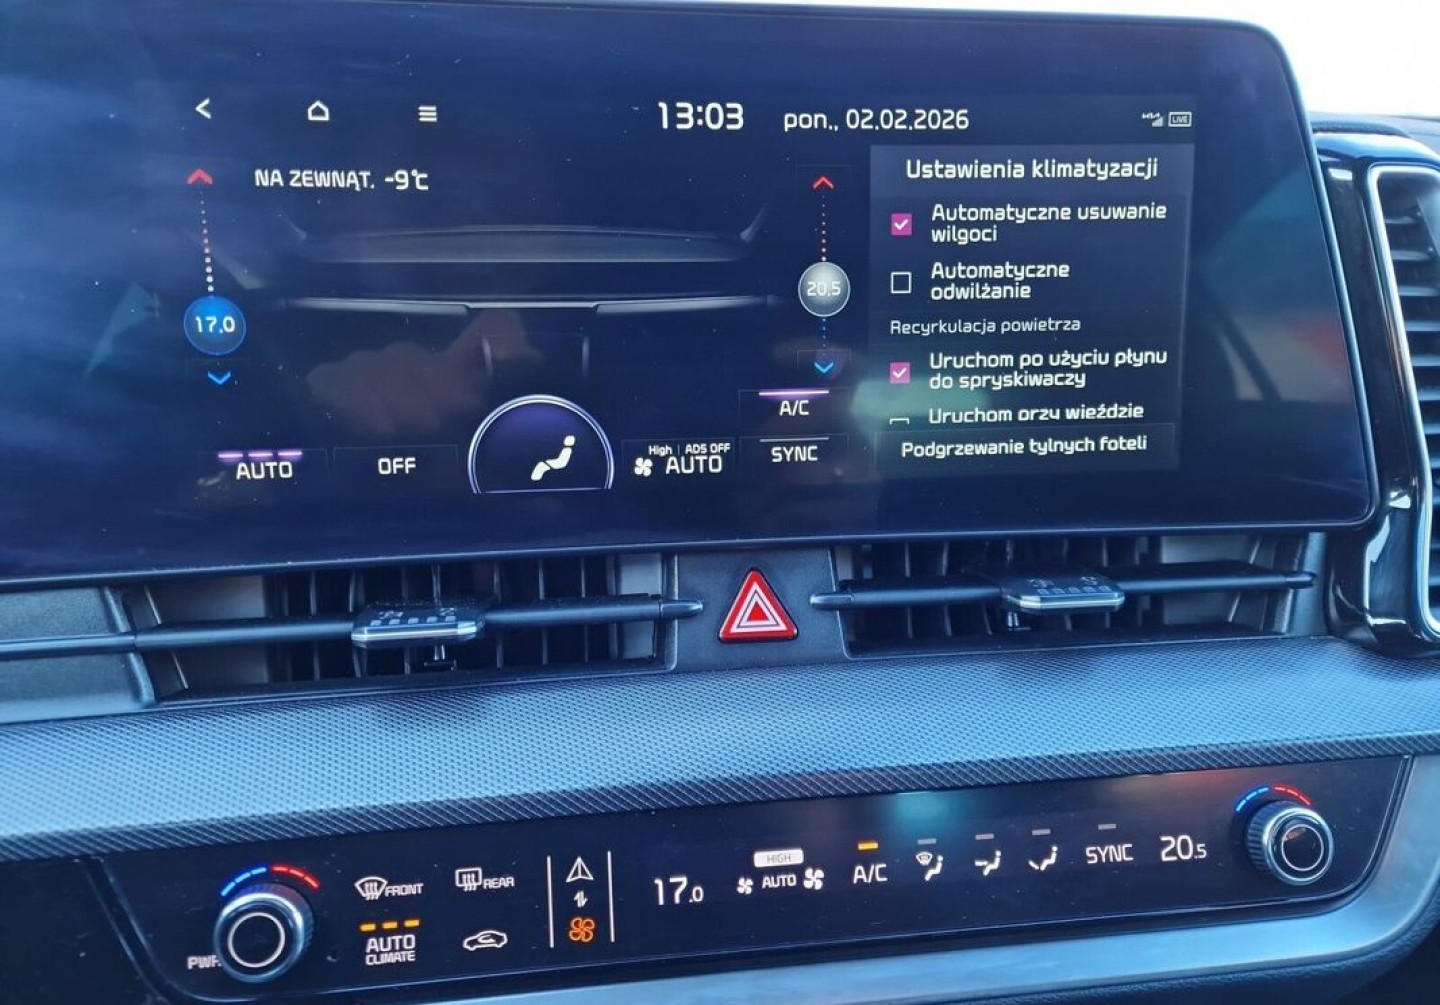 13:03 pon., 02.02.2026 LIVE
NA ZEWNĄT. -9°C
17.0
20.5
Ustawienia klimatyzacji
Automatyczne usuwanie
wilgoci
Automatyczne
odwilżanie
Recyrkulacja powietrza
Uruchom po użyciu płynu
do spryskiwaczy
Uruchom przy wjeździe
Podgrzewanie tylnych foteli
A/C
SYNC
AUTO
OFF
High ADS OFF
AUTO
FRONT
REAR
AUTO
CLIMATE
PWR
17.0
HIGH
AUTO
A/C
SYNC
20.5